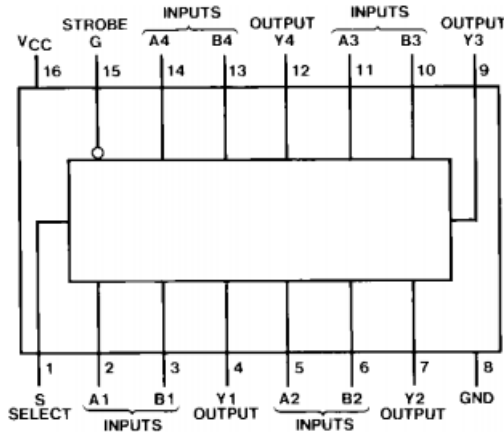 INPUTS INPUTS
STROBE OUTPUT OUTPUT
VCC G A4 B4 Y4 A3 B3 Y3
16 15 14 13 12 11 10 9
1 2 3 4 5 6 7 8
S A1 B1 Y1 A2 B2 Y2 GND
SELECT OUTPUT OUTPUT
INPUTS INPUTS